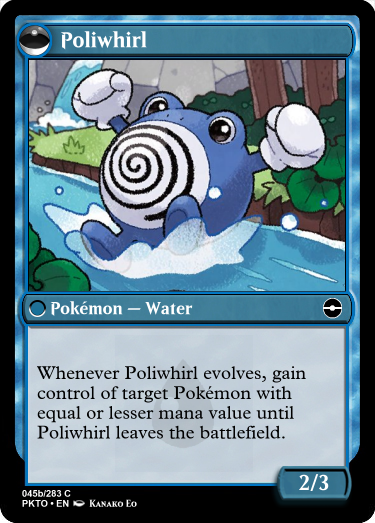 Poliwhirl
Pokémon — Water
Whenever Poliwhirl evolves, gain
control of target Pokémon with
equal or lesser mana value until
Poliwhirl leaves the battlefield.
2/3
045b/283 C
PKTO • EN Kanako Eo